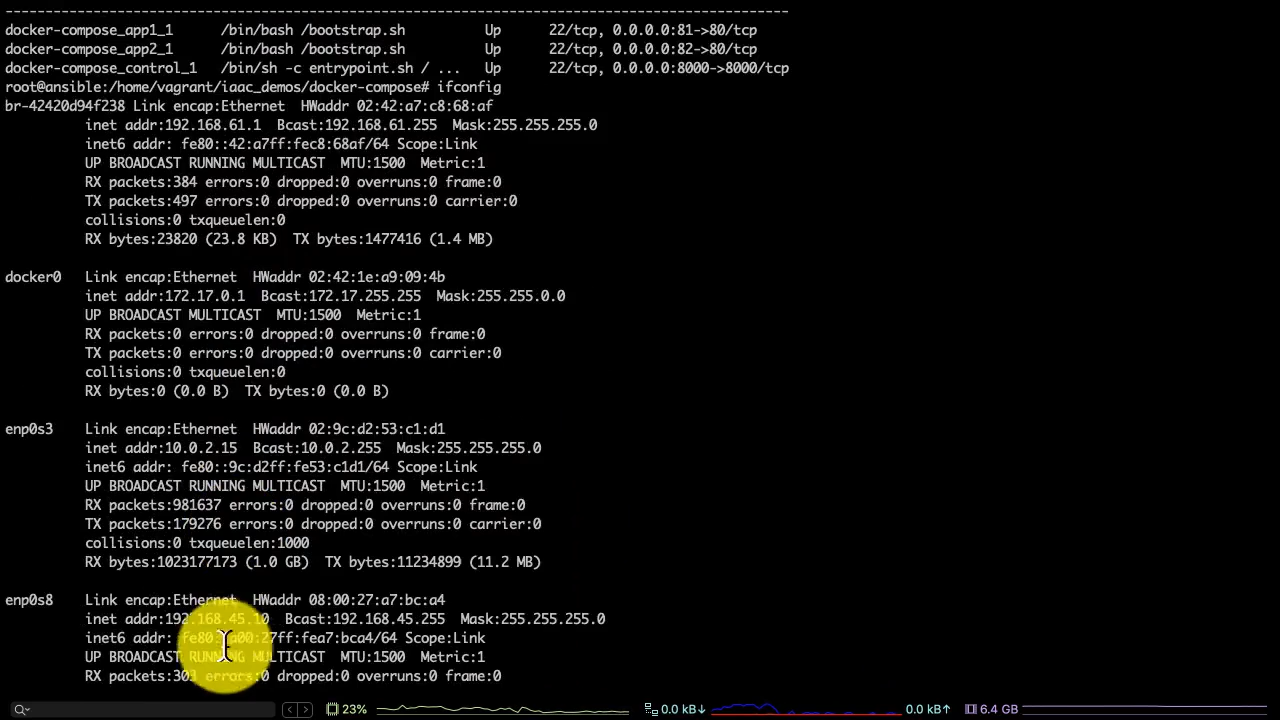 docker-compose_app1_1      /bin/bash /bootstrap.sh          Up      22/tcp, 0.0.0.0:81->80/tcp
docker-compose_app2_1      /bin/bash /bootstrap.sh          Up      22/tcp, 0.0.0.0:82->80/tcp
docker-compose_control_1   /bin/sh -c entrypoint.sh / ...   Up      22/tcp, 0.0.0.0:8000->8000/tcp
root@ansible:/home/vagrant/iaac_demos/docker-compose# ifconfig
br-42420d94f238 Link encap:Ethernet  HWaddr 02:42:a7:c8:68:af
          inet addr:192.168.61.1  Bcast:192.168.61.255  Mask:255.255.255.0
          inet6 addr: fe80::42:a7ff:fec8:68af/64 Scope:Link
          UP BROADCAST RUNNING MULTICAST  MTU:1500  Metric:1
          RX packets:384 errors:0 dropped:0 overruns:0 frame:0
          TX packets:497 errors:0 dropped:0 overruns:0 carrier:0
          collisions:0 txqueuelen:0
          RX bytes:23820 (23.8 KB)  TX bytes:1477416 (1.4 MB)
docker0   Link encap:Ethernet  HWaddr 02:42:1e:a9:09:4b
          inet addr:172.17.0.1  Bcast:172.17.255.255  Mask:255.255.0.0
          UP BROADCAST MULTICAST  MTU:1500  Metric:1
          RX packets:0 errors:0 dropped:0 overruns:0 frame:0
          TX packets:0 errors:0 dropped:0 overruns:0 carrier:0
          collisions:0 txqueuelen:0
          RX bytes:0 (0.0 B)  TX bytes:0 (0.0 B)
enp0s3    Link encap:Ethernet  HWaddr 02:9c:d2:53:c1:d1
          inet addr:10.0.2.15  Bcast:10.0.2.255  Mask:255.255.255.0
          inet6 addr: fe80::9c:d2ff:fe53:c1d1/64 Scope:Link
          UP BROADCAST RUNNING MULTICAST  MTU:1500  Metric:1
          RX packets:981637 errors:0 dropped:0 overruns:0 frame:0
          TX packets:179276 errors:0 dropped:0 overruns:0 carrier:0
          collisions:0 txqueuelen:1000
          RX bytes:1023177173 (1.0 GB)  TX bytes:11234899 (11.2 MB)
enp0s8    Link encap:Ethernet  HWaddr 08:00:27:a7:bc:a4
          inet addr:192.168.45.10  Bcast:192.168.45.255  Mask:255.255.255.0
          inet6 addr: fe80::a00:27ff:fea7:bca4/64 Scope:Link
          UP BROADCAST RUNNING MULTICAST  MTU:1500  Metric:1
          RX packets:303 errors:0 dropped:0 overruns:0 frame:0
23% 0.0 kB↓ 0.0 kB↑ 6.4 GB